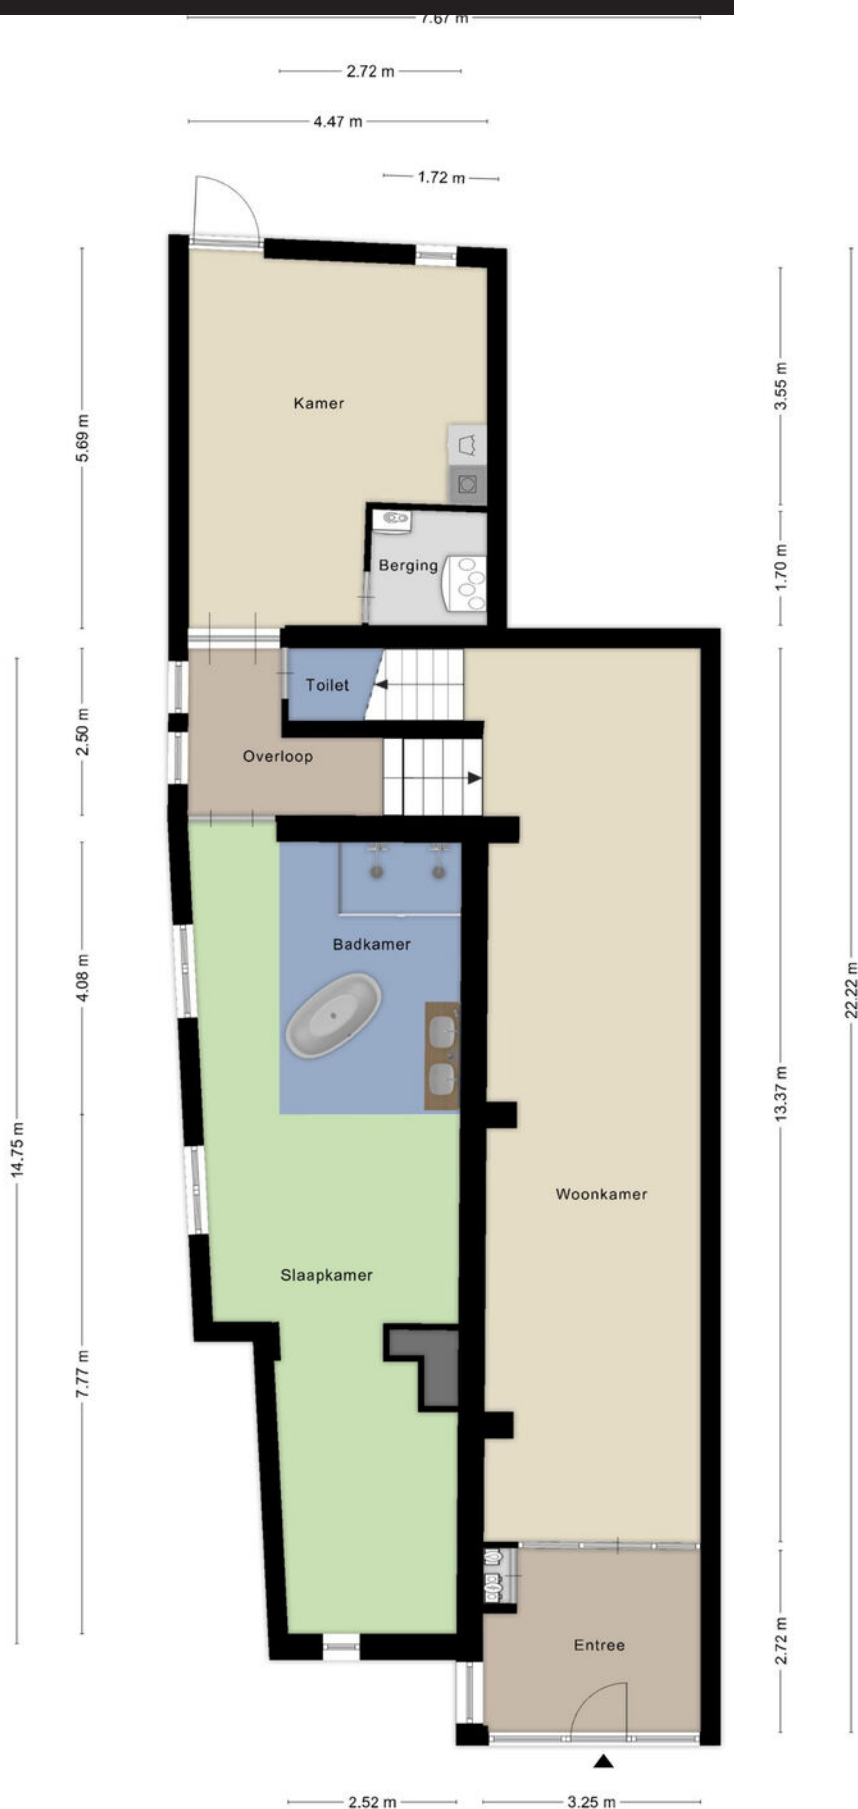 7.67 m
2.72 m
4.47 m
1.72 m
Kamer
3.55 m
5.69 m
Berging
1.70 m
Toilet
2.50 m
Overloop
Badkamer
4.08 m
22.22 m
13.37 m
14.75 m
Woonkamer
Slaapkamer
7.77 m
Entree
2.72 m
2.52 m
3.25 m